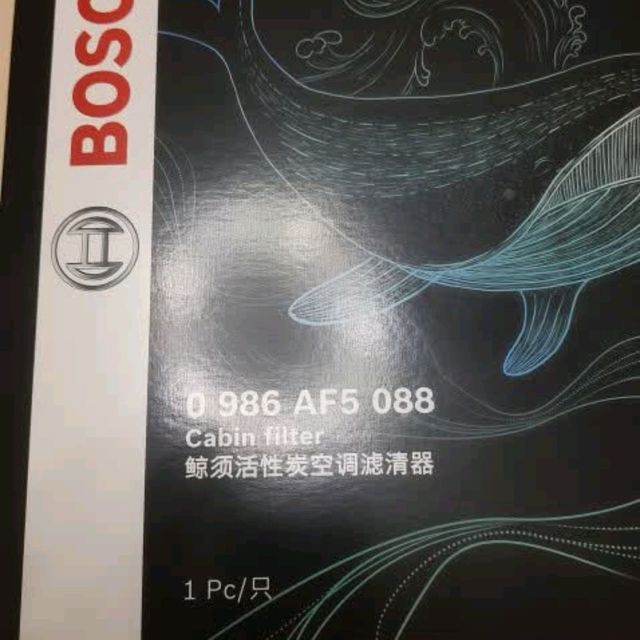 BOSC
0 986 AF5 088
Cabin filter
鲸须活性炭空调滤清器
1 Pc/只